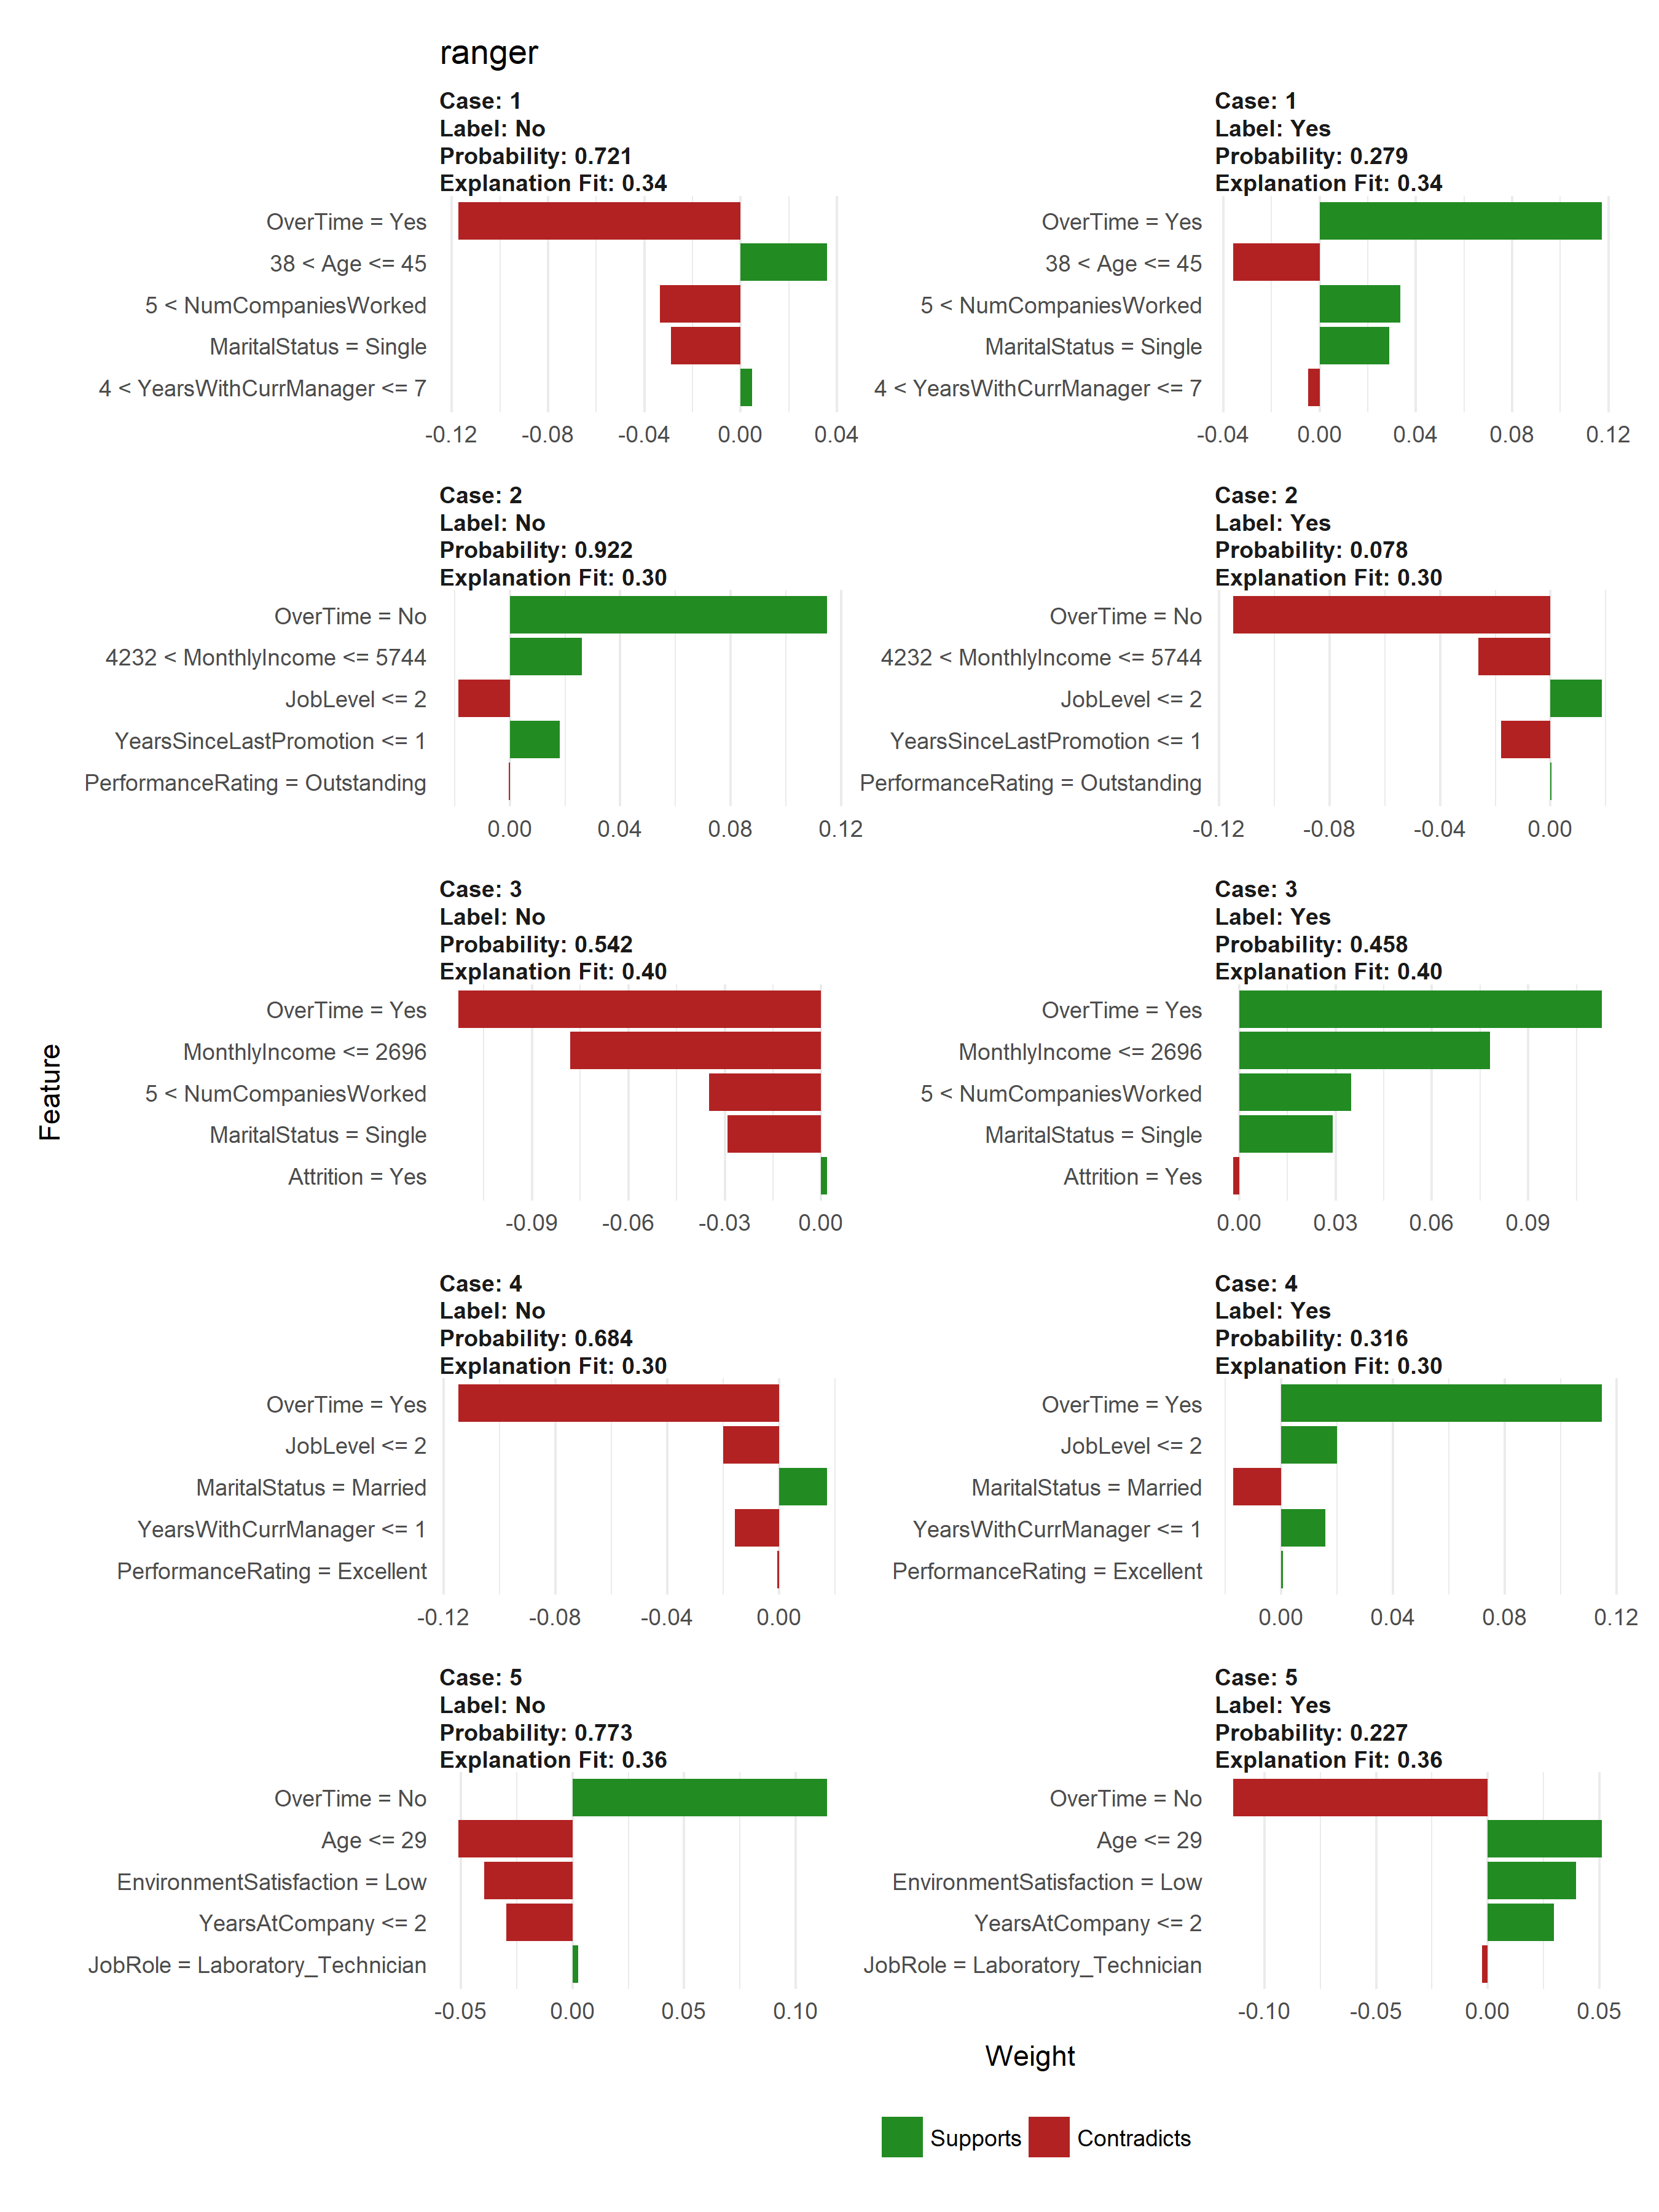 ranger
Case: 1
Label: No
Probability: 0.721
Explanation Fit: 0.34
OverTime = Yes
38 < Age <= 45
5 < NumCompaniesWorked
MaritalStatus = Single
4 < YearsWithCurrManager <= 7
-0.12 -0.08 -0.04 0.00 0.04
Case: 1
Label: Yes
Probability: 0.279
Explanation Fit: 0.34
OverTime = Yes
38 < Age <= 45
5 < NumCompaniesWorked
MaritalStatus = Single
4 < YearsWithCurrManager <= 7
-0.04 0.00 0.04 0.08 0.12
Case: 2
Label: No
Probability: 0.922
Explanation Fit: 0.30
OverTime = No
4232 < MonthlyIncome <= 5744
JobLevel <= 2
YearsSinceLastPromotion <= 1
PerformanceRating = Outstanding
0.00 0.04 0.08 0.12
Case: 2
Label: Yes
Probability: 0.078
Explanation Fit: 0.30
OverTime = No
4232 < MonthlyIncome <= 5744
JobLevel <= 2
YearsSinceLastPromotion <= 1
PerformanceRating = Outstanding
-0.12 -0.08 -0.04 0.00
Case: 3
Label: No
Probability: 0.542
Explanation Fit: 0.40
OverTime = Yes
MonthlyIncome <= 2696
5 < NumCompaniesWorked
MaritalStatus = Single
Attrition = Yes
-0.09 -0.06 -0.03 0.00
Case: 3
Label: Yes
Probability: 0.458
Explanation Fit: 0.40
OverTime = Yes
MonthlyIncome <= 2696
5 < NumCompaniesWorked
MaritalStatus = Single
Attrition = Yes
0.00 0.03 0.06 0.09
Feature
Case: 4
Label: No
Probability: 0.684
Explanation Fit: 0.30
OverTime = Yes
JobLevel <= 2
MaritalStatus = Married
YearsWithCurrManager <= 1
PerformanceRating = Excellent
-0.12 -0.08 -0.04 0.00
Case: 4
Label: Yes
Probability: 0.316
Explanation Fit: 0.30
OverTime = Yes
JobLevel <= 2
MaritalStatus = Married
YearsWithCurrManager <= 1
PerformanceRating = Excellent
0.00 0.04 0.08 0.12
Case: 5
Label: No
Probability: 0.773
Explanation Fit: 0.36
OverTime = No
Age <= 29
EnvironmentSatisfaction = Low
YearsAtCompany <= 2
JobRole = Laboratory_Technician
-0.05 0.00 0.05 0.10
Case: 5
Label: Yes
Probability: 0.227
Explanation Fit: 0.36
OverTime = No
Age <= 29
EnvironmentSatisfaction = Low
YearsAtCompany <= 2
JobRole = Laboratory_Technician
-0.10 -0.05 0.00 0.05
Weight
Supports Contradicts